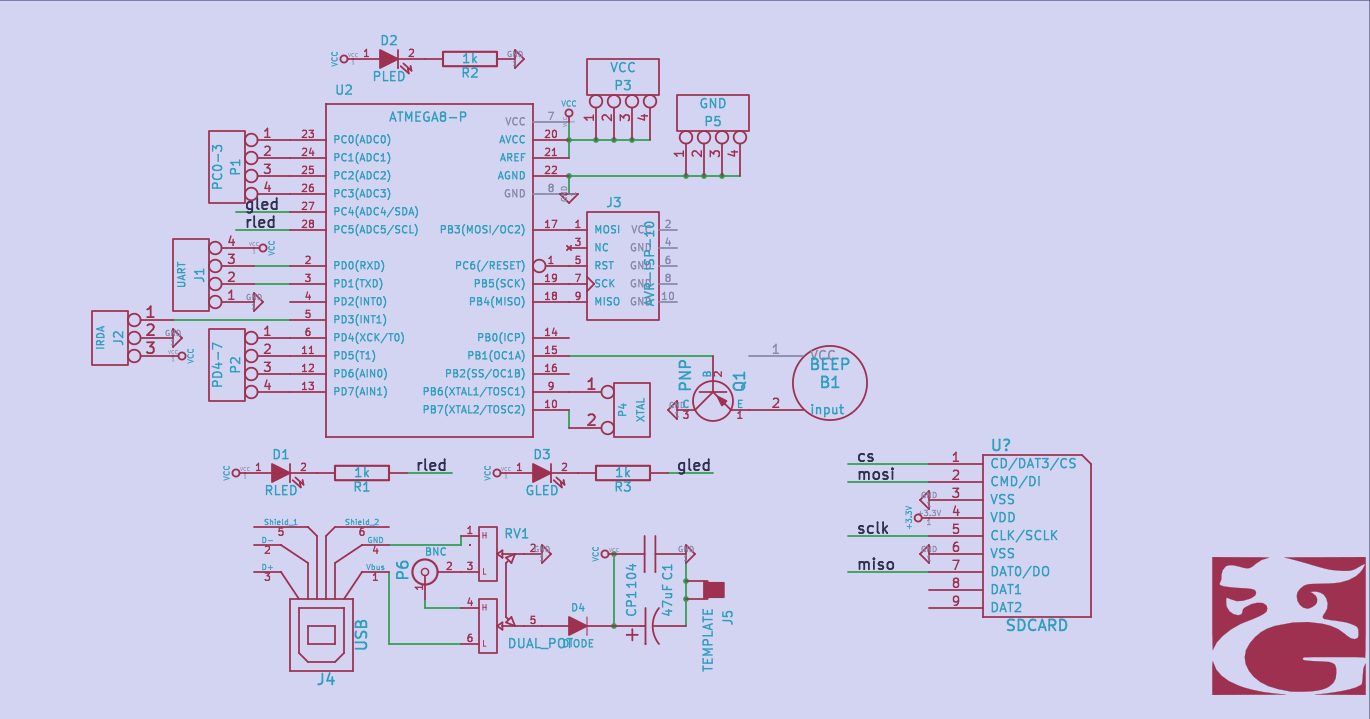 D2
VCC 1 2 1k GND
PLED R2
U2
ATMEGA8-P
VCC
P3
1 2 3 4
GND
P5
1 2 3 4
VCC
PC0-3
P1
1 23 PC0(ADC0)
2 24 PC1(ADC1)
3 25 PC2(ADC2)
4 26 PC3(ADC3)
gled 27 PC4(ADC4/SDA)
rled 28 PC5(ADC5/SCL)
UART
J1
4 VCC
3 2 PD0(RXD)
2 3 PD1(TXD)
1 GND 4 PD2(INT0)
IRDA
J2
1 5 PD3(INT1)
2 GND
3 VCC
PD4-7
P2
1 6 PD4(XCK/T0)
2 11 PD5(T1)
3 12 PD6(AIN0)
4 13 PD7(AIN1)
VCC 7
AVCC 20
AREF 21
AGND 22
GND 8 GND
PB3(MOSI/OC2) 17
PC6(/RESET) 1
PB5(SCK) 19
PB4(MISO) 18
PB0(ICP) 14
PB1(OC1A) 15
PB2(SS/OC1B) 16
PB6(XTAL1/TOSC1) 9
PB7(XTAL2/TOSC2) 10
J3
AVR-ISP-10
1 MOSI VCC 2
3 NC GND 4
5 RST GND 6
7 SCK GND 8
9 MISO GND 10
1
2
P4
XTAL
PNP
Q1
B 2
GND C 3
E 1
1 VCC
BEEP
B1
2 input
D1
VCC 1 2 1k rled
RLED R1
D3
VCC 1 2 1k gled
GLED R3
Shield_1 5
Shield_2 6
D- 2
GND 4
D+ 3
Vbus 1
USB
J4
BNC
P6
2
1
RV1
1 H
3 L
2 GND
4 H
6 L
5
DUAL_POT
D4
DIODE
VCC
GND
CP1 104
47uF C1
+
TEMPLATE
J5
U?
cs 1 CD/DAT3/CS
mosi 2 CMD/DI
GND 3 VSS
+3.3V 4 VDD
sclk 5 CLK/SCLK
GND 6 VSS
miso 7 DAT0/DO
8 DAT1
9 DAT2
SDCARD